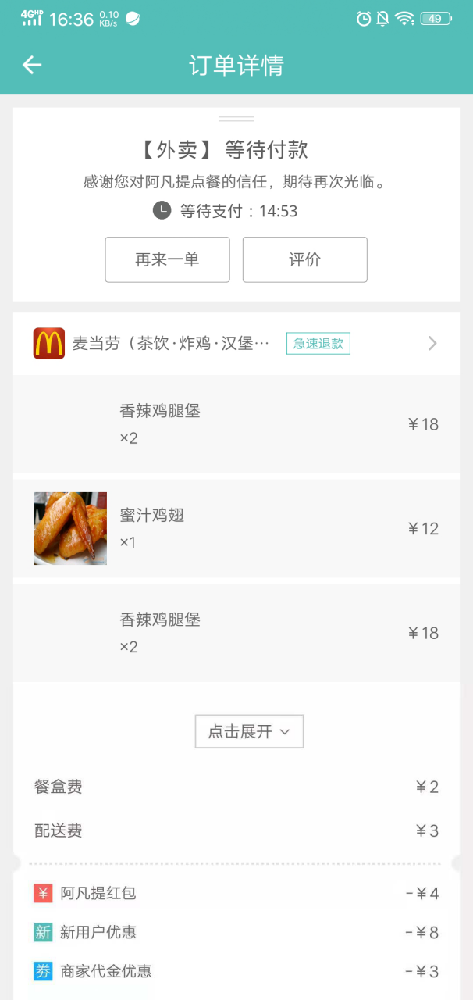 4GHD 16:36 0.10 KB/s 49
订单详情
【外卖】等待付款
感谢您对阿凡提点餐的信任，期待再次光临。
等待支付：14:53
再来一单 评价
麦当劳（茶饮·炸鸡·汉堡… 急速退款
香辣鸡腿堡
×2
￥18
蜜汁鸡翅
×1
￥12
香辣鸡腿堡
×2
￥18
点击展开
餐盒费 ￥2
配送费 ￥3
￥ 阿凡提红包 -￥4
新 新用户优惠 -￥8
劵 商家代金优惠 -￥3